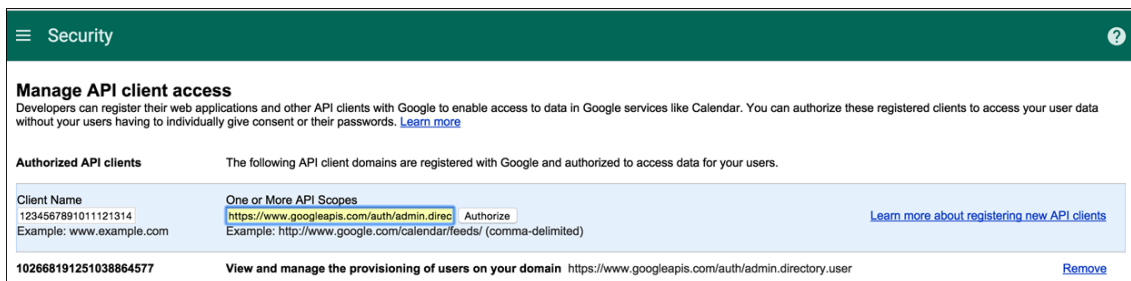 Security
Manage API client access
Developers can register their web applications and other API clients with Google to enable access to data in Google services like Calendar. You can authorize these registered clients to access your user data
without your users having to individually give consent or their passwords. Learn more
Authorized API clients The following API client domains are registered with Google and authorized to access data for your users.
Client Name One or More API Scopes
1234567891011121314 https://www.googleapis.com/auth/admin.direc Authorize Learn more about registering new API clients
Example: www.example.com Example: http://www.google.com/calendar/feeds/ (comma-delimited)
102668191251038864577 View and manage the provisioning of users on your domain https://www.googleapis.com/auth/admin.directory.user Remove